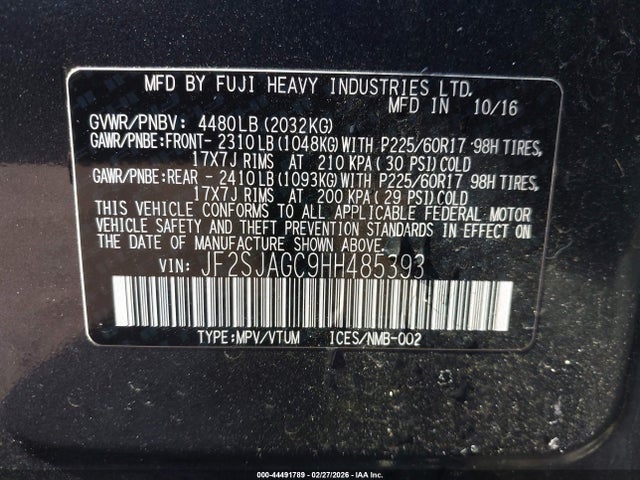 MFD BY FUJI HEAVY INDUSTRIES LTD.
MFD IN 10/16
GVWR/PNBV: 4480LB(2032KG)
GAWR/PNBE:FRONT- 2310LB(1048KG)WITH P225/60R17 98H TIRES,
17X7J RIMS AT 210KPA(30 PSI)COLD
GAWR/PNBE:REAR - 2410LB(1093KG)WITH P225/60R17 98H TIRES,
17X7J RIMS AT 200KPA(29 PSI)COLD
THIS VEHICLE CONFORMS TO ALL APPLICABLE FEDERAL MOTOR
VEHICLE SAFETY AND THEFT PREVENTION STANDARDS IN EFFECT ON
THE DATE OF MANUFACTURE SHOWN ABOVE.
VIN: JF2SJAGC9HH485393
TYPE:MPV/VTUM ICES/NMB-002
000-44491789 - 02/27/2026 - IAA Inc.